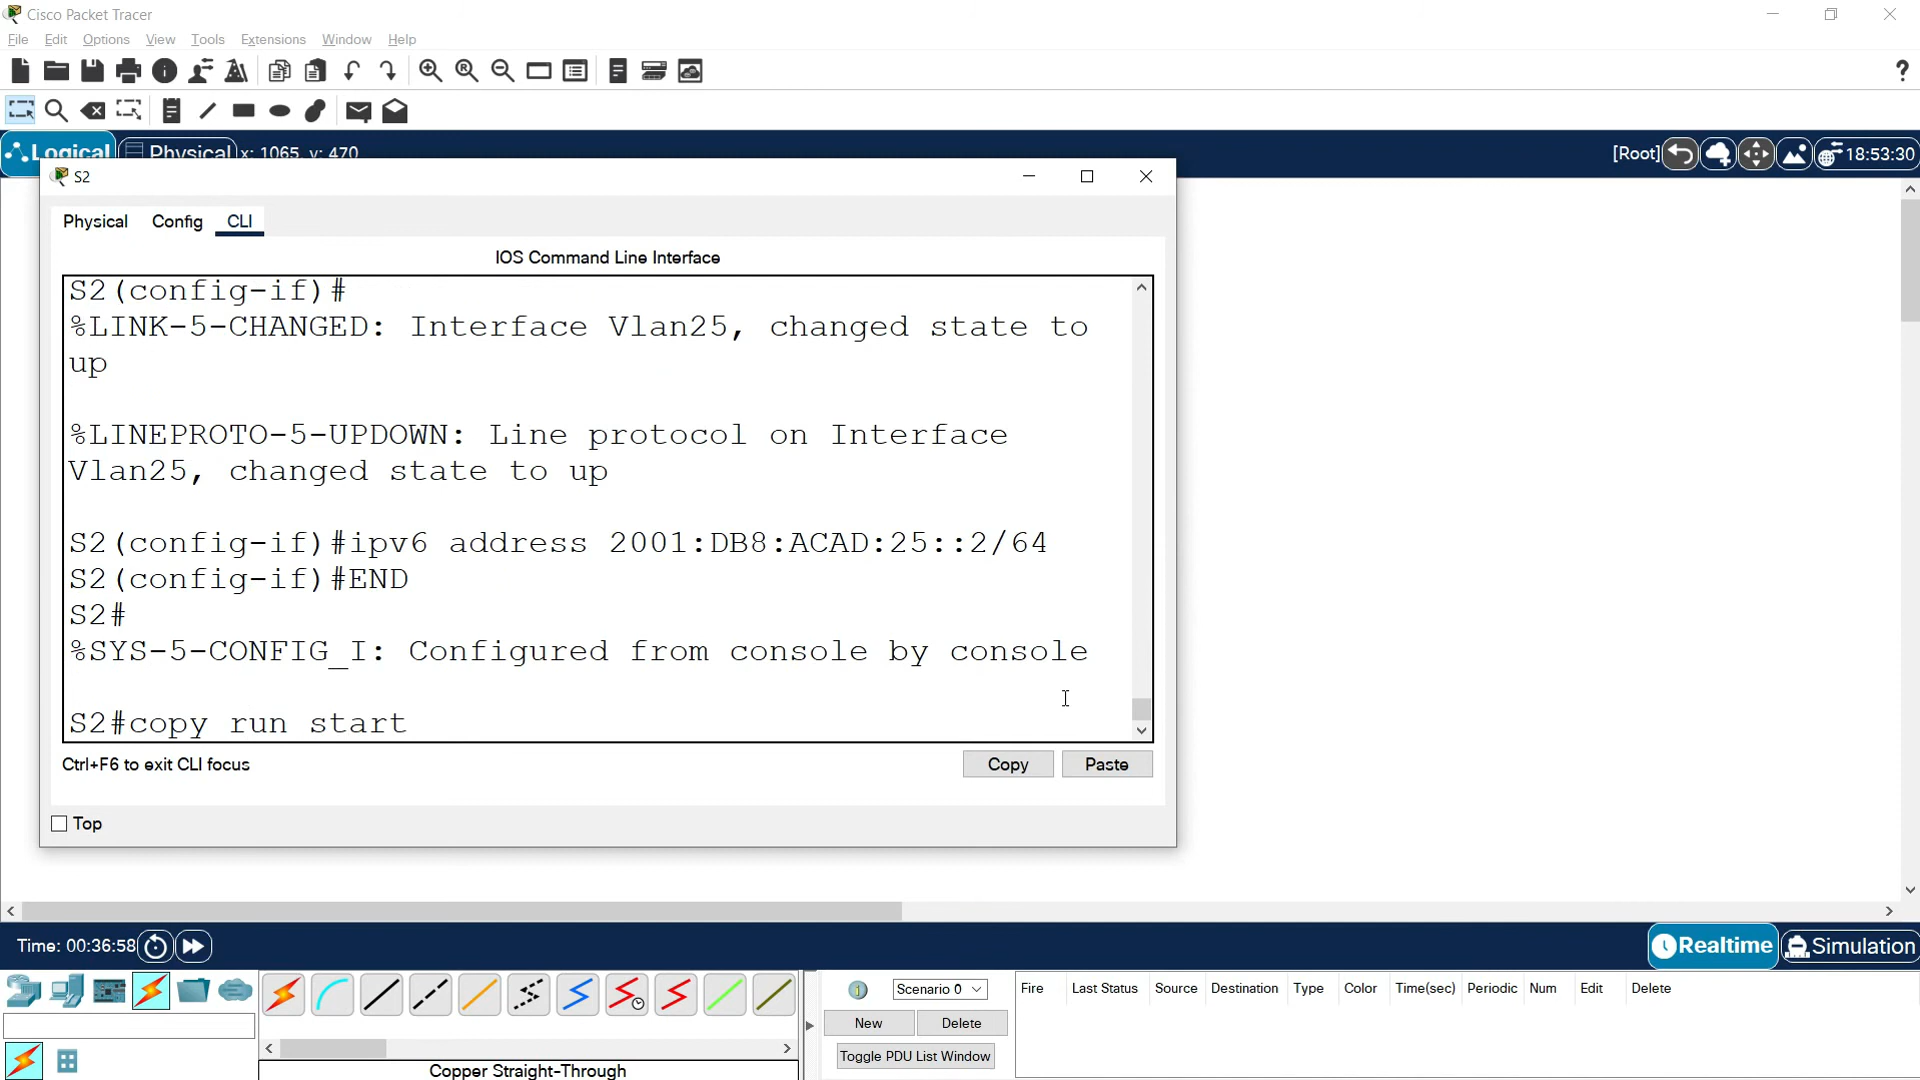 Cisco Packet Tracer
File Edit Options View Tools Extensions Window Help
?
Logical Physical x: 1065, y: 470 [Root] 18:53:30
S2
Physical Config CLI
IOS Command Line Interface
S2(config-if)#
%LINK-5-CHANGED: Interface Vlan25, changed state to
up
%LINEPROTO-5-UPDOWN: Line protocol on Interface
Vlan25, changed state to up
S2(config-if)#ipv6 address 2001:DB8:ACAD:25::2/64
S2(config-if)#END
S2#
%SYS-5-CONFIG_I: Configured from console by console
S2#copy run start
Ctrl+F6 to exit CLI focus
Copy Paste
Top
Time: 00:36:58 Realtime Simulation
Scenario 0
Fire Last Status Source Destination Type Color Time(sec) Periodic Num Edit Delete
New Delete
Toggle PDU List Window
Copper Straight-Through